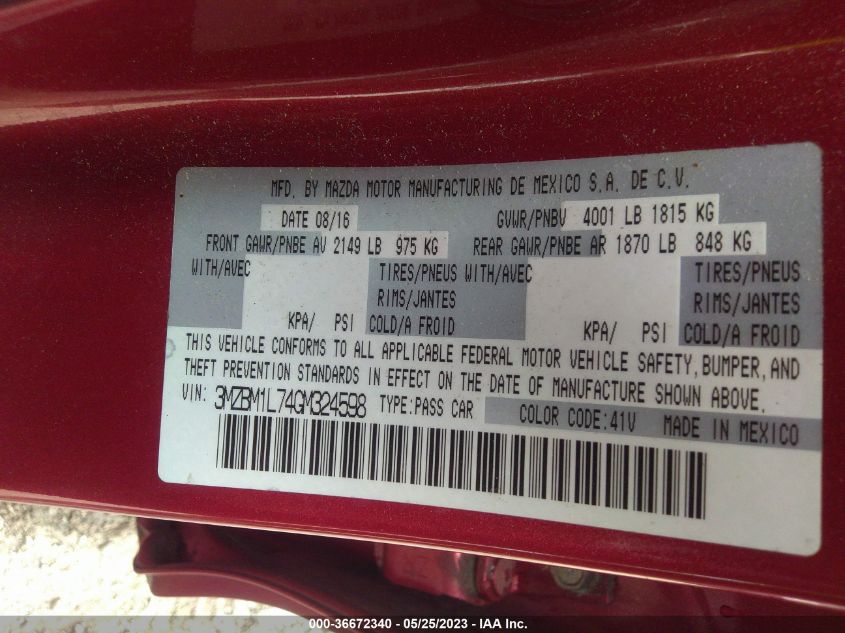 MFD. BY MAZDA MOTOR MANUFACTURING DE MEXICO S.A. DE C.V.
DATE 08/16 GVWR/PNBV 4001 LB 1815 KG
FRONT GAWR/PNBE AV 2149 LB 975 KG REAR GAWR/PNBE AR 1870 LB 848 KG
WITH/AVEC TIRES/PNEUS WITH/AVEC TIRES/PNEUS
RIMS/JANTES RIMS/JANTES
KPA/ PSI COLD/A FROID KPA/ PSI COLD/A FROID
THIS VEHICLE CONFORMS TO ALL APPLICABLE FEDERAL MOTOR VEHICLE SAFETY, BUMPER, AND
THEFT PREVENTION STANDARDS IN EFFECT ON THE DATE OF MANUFACTURE SHOWN ABOVE.
VIN: 3MZBM1L74GM324598 TYPE:PASS CAR COLOR CODE:41V MADE IN MEXICO
000-36672340 - 05/25/2023 - IAA Inc.